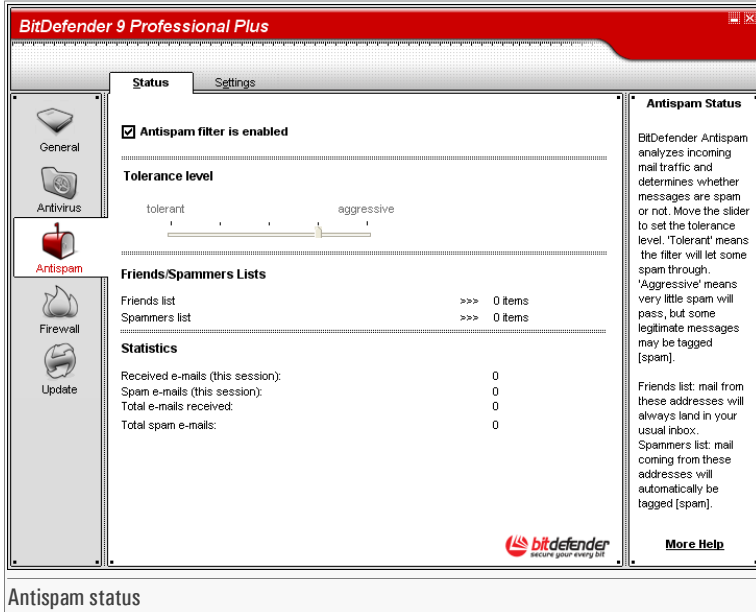 BitDefender 9 Professional Plus
Status Settings
General
Antivirus
Antispam
Firewall
Update
Antispam filter is enabled
Tolerance level
tolerant aggressive
Friends/Spammers Lists
Friends list >>> 0 items
Spammers list >>> 0 items
Statistics
Received e-mails (this session): 0
Spam e-mails (this session): 0
Total e-mails received: 0
Total spam e-mails: 0
bitdefender
secure your every bit
Antispam Status
BitDefender Antispam
analyzes incoming
mail traffic and
determines whether
messages are spam
or not. Move the slider
to set the tolerance
level. 'Tolerant' means
the filter will let some
spam through.
'Aggressive' means
very little spam will
pass, but some
legitimate messages
may be tagged
[spam].
Friends list: mail from
these addresses will
always land in your
usual inbox.
Spammers list: mail
coming from these
addresses will
automatically be
tagged [spam].
More Help
Antispam status